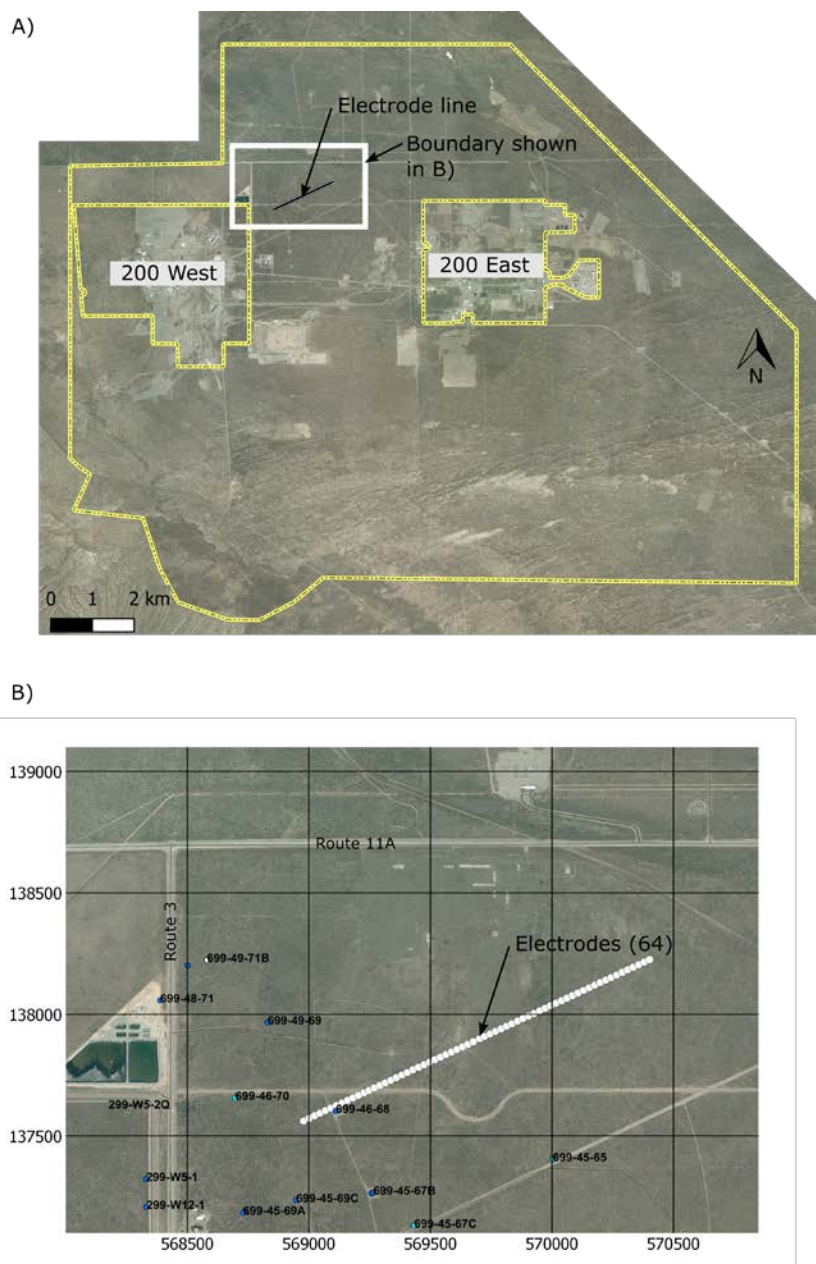 A)
Electrode line
Boundary shown
in B)
200 West
200 East
N
0 1 2 km
B)
139000
Route 11A
138500
Route 3
Electrodes (64)
699-49-71B
699-48-71
138000
699-49-69
699-46-70
299-W5-2Q
699-46-68
137500
699-45-65
299-W5-1
699-45-67B
699-45-69C
299-W12-1
699-45-69A
699-45-67C
568500 569000 569500 570000 570500